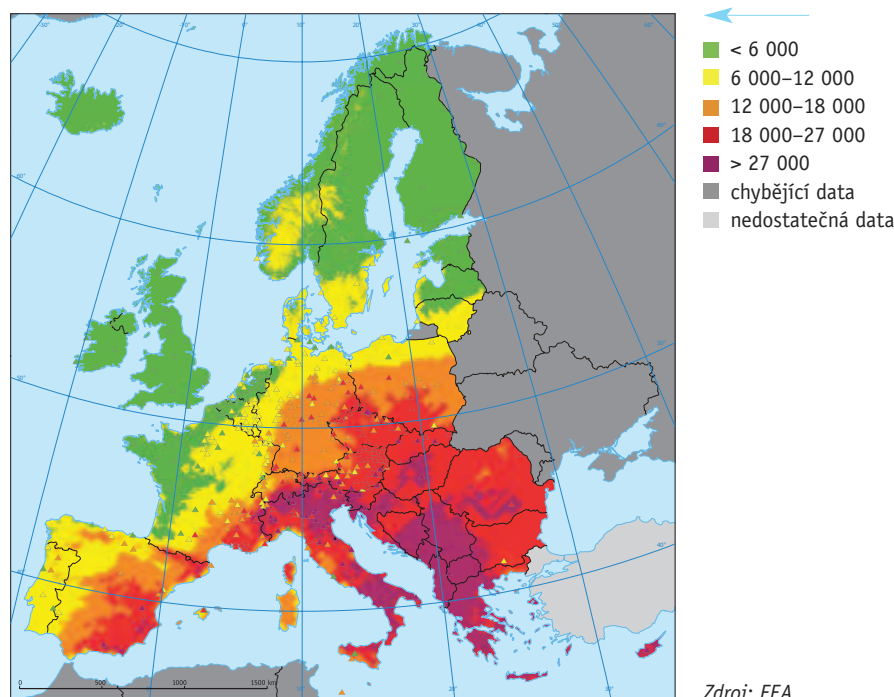 < 6 000
6 000–12 000
12 000–18 000
18 000–27 000
> 27 000
chybějící data
nedostatečná data
0 500 1000 1500 km
Zdroj: EEA